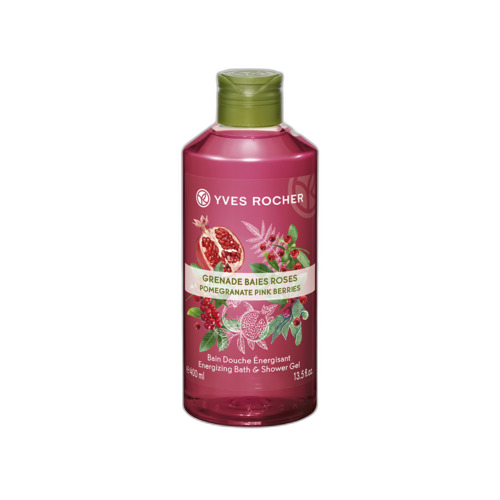 YVES ROCHER
GRENADE BAIES ROSES
POMEGRANATE PINK BERRIES
Bain Douche Énergisant
Energizing Bath & Shower Gel
e400 ml 13.5 fl.oz.